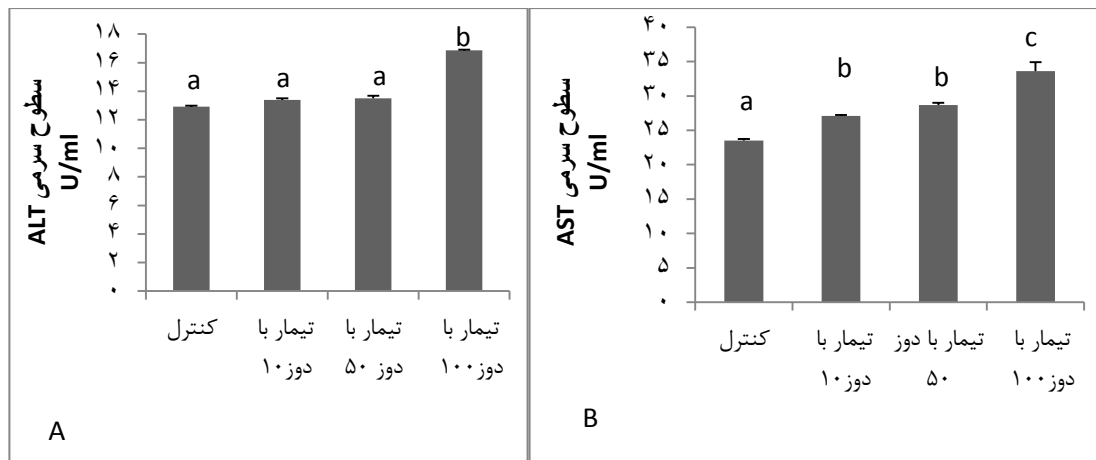 سطوح سرمی ALT
U/ml
۱۸
۱۶
۱۴
۱۲
۱۰
۸
۶
۴
۲
۰
a
a
a
b
کنترل
تیمار با
دوز۱۰
تیمار با
دوز ۵۰
تیمار با
دوز۱۰۰
A
سطوح سرمی AST
U/ml
۴۰
۳۵
۳۰
۲۵
۲۰
۱۵
۱۰
۵
۰
a
b
b
c
کنترل
تیمار با
دوز۱۰
تیمار با دوز
۵۰
تیمار با
دوز۱۰۰
B